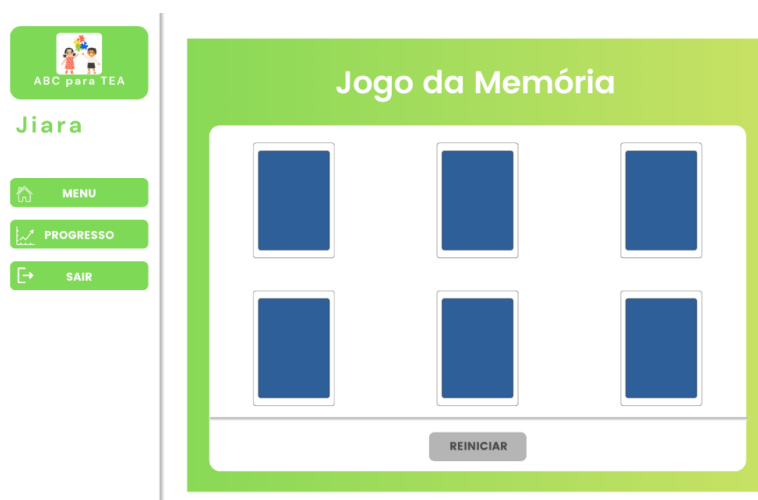 ABC para TEA
Jiara
MENU
PROGRESSO
SAIR
Jogo da Memória
REINICIAR